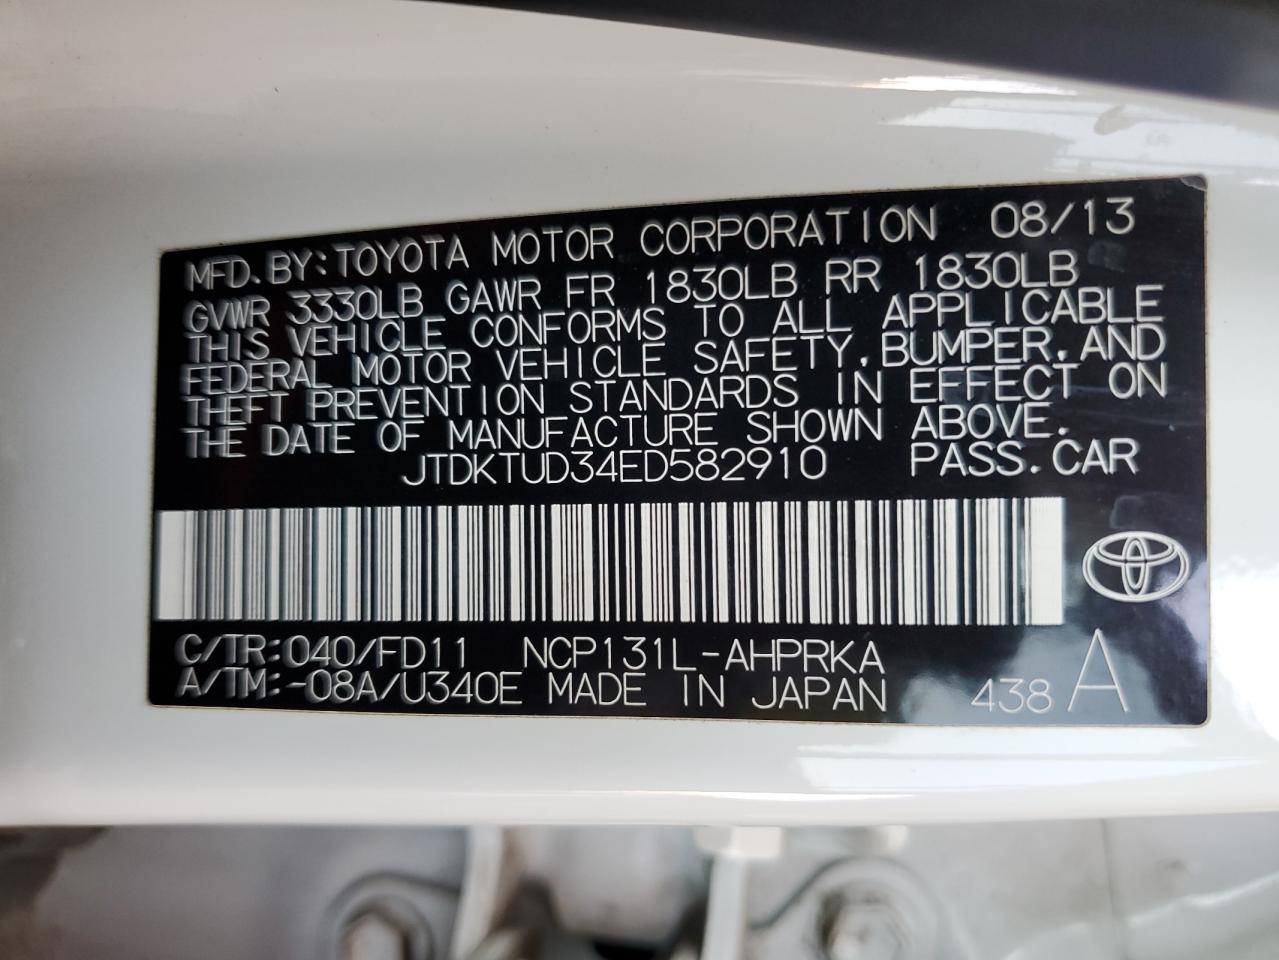 MFD.BY:TOYOTA MOTOR CORPORATION 08/13
GVWR 3330LB GAWR FR 1830LB RR 1830LB
THIS VEHICLE CONFORMS TO ALL APPLICABLE
FEDERAL MOTOR VEHICLE SAFETY,BUMPER,AND
THEFT PREVENTION STANDARDS IN EFFECT ON
THE DATE OF MANUFACTURE SHOWN ABOVE.
JTDKTUD34ED582910 PASS.CAR
C/TR:040/FD11 NCP131L-AHPRKA
A/TM:-08A/U340E MADE IN JAPAN 438 A